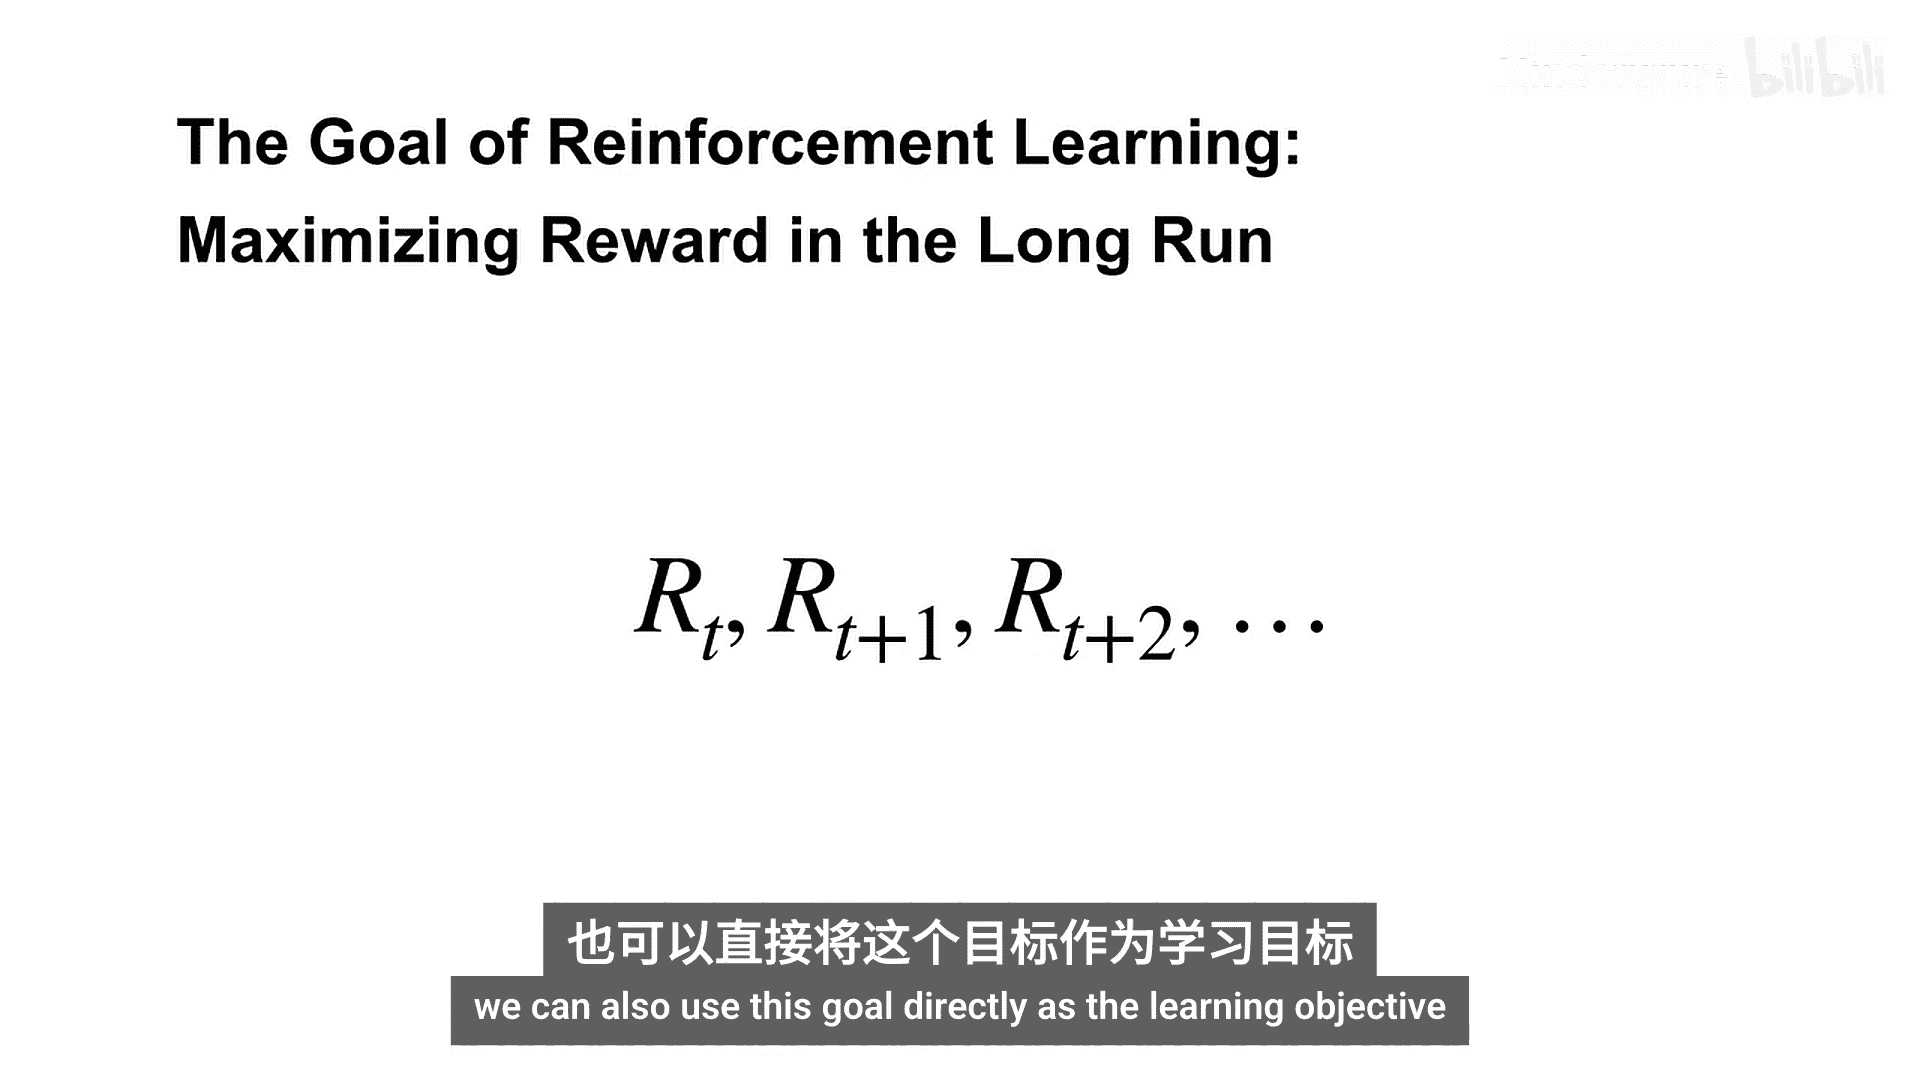 bilibili
The Goal of Reinforcement Learning:
Maximizing Reward in the Long Run
R_t, R_{t+1}, R_{t+2}, …
也可以直接将这个目标作为学习目标
we can also use this goal directly as the learning objective